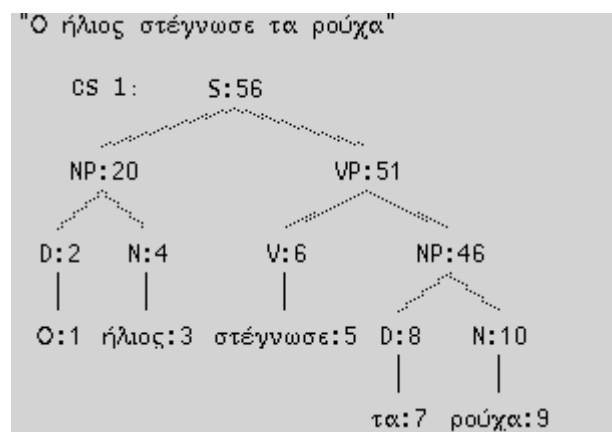 "Ο ήλιος στέγνωσε τα ρούχα"
CS 1: S:56
NP:20 VP:51
D:2 N:4 V:6 NP:46
Ο:1 ήλιος:3 στέγνωσε:5 D:8 N:10
τα:7 ρούχα:9